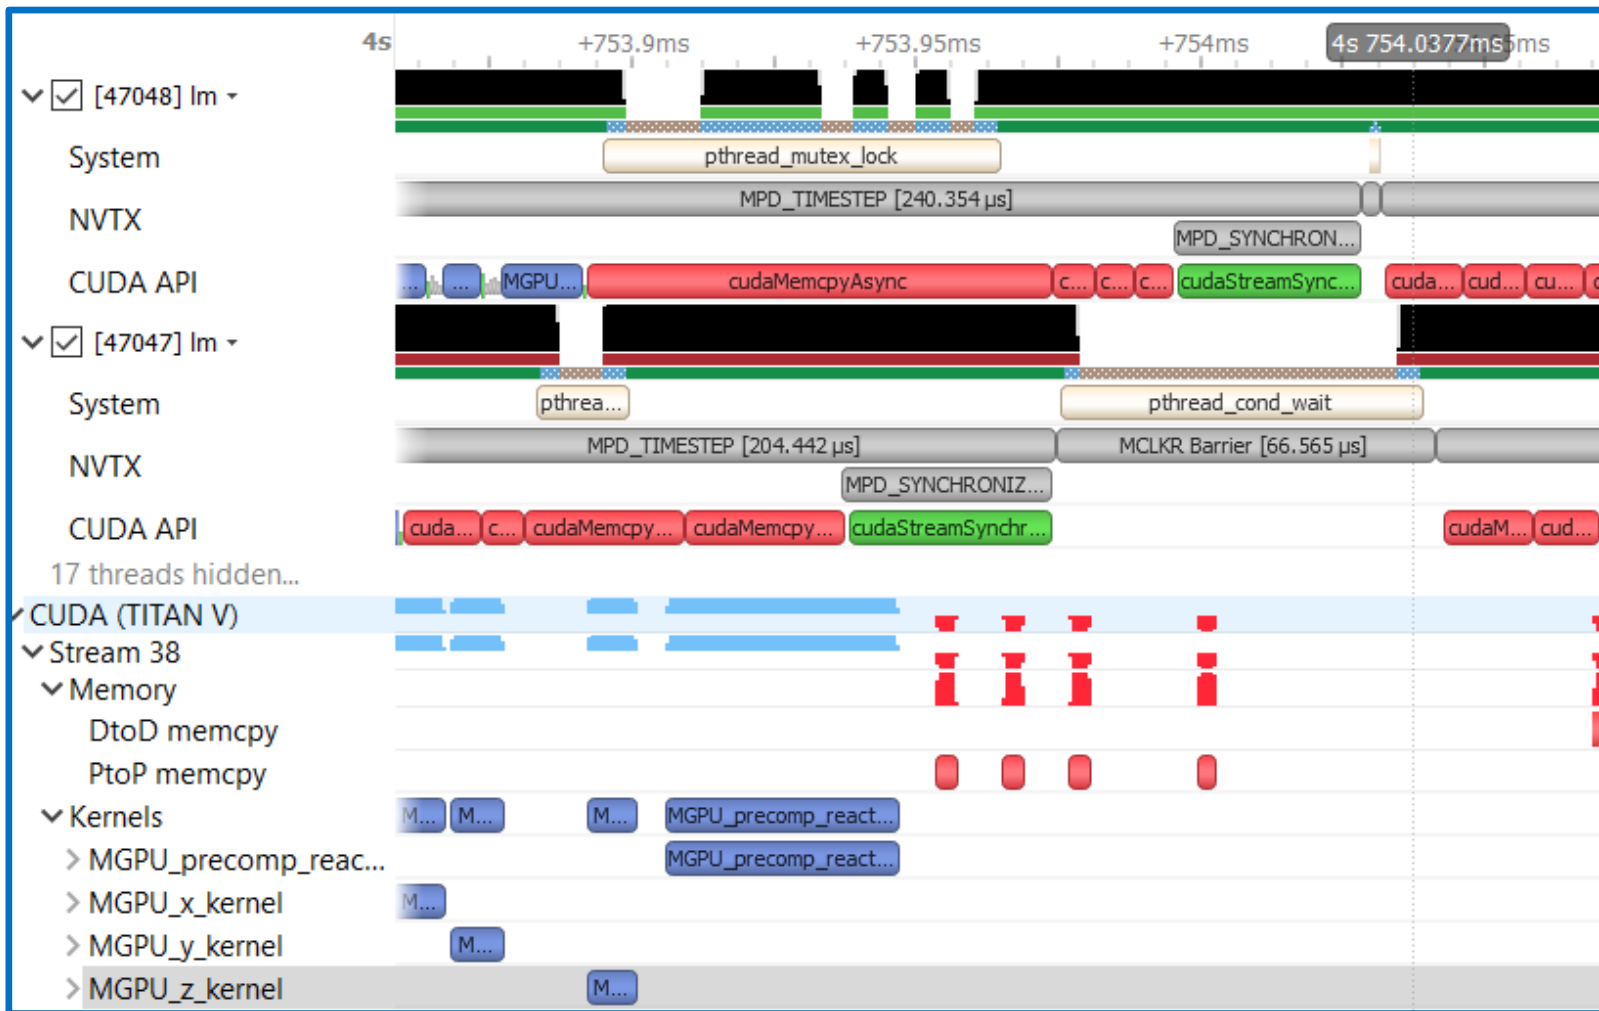 4s +753.9ms +753.95ms +754ms 4s 754.0377ms 5ms
[47048] lm
System pthread_mutex_lock
MPD_TIMESTEP [240.354 µs]
NVTX
MPD_SYNCHRON...
CUDA API ... ... MGPU... cudaMemcpyAsync c... c... c... cudaStreamSync... cuda... cud... cu... c
[47047] lm
System pthrea... pthread_cond_wait
MPD_TIMESTEP [204.442 µs] MCLKR Barrier [66.565 µs]
NVTX
MPD_SYNCHRONIZ...
CUDA API cuda... c... cudaMemcpy... cudaMemcpy... cudaStreamSynchr... cudaM... cud...
17 threads hidden...
CUDA (TITAN V)
Stream 38
Memory
DtoD memcpy
PtoP memcpy
Kernels M... M... M... MGPU_precomp_react...
MGPU_precomp_reac... MGPU_precomp_react...
MGPU_x_kernel M...
MGPU_y_kernel M...
MGPU_z_kernel M...